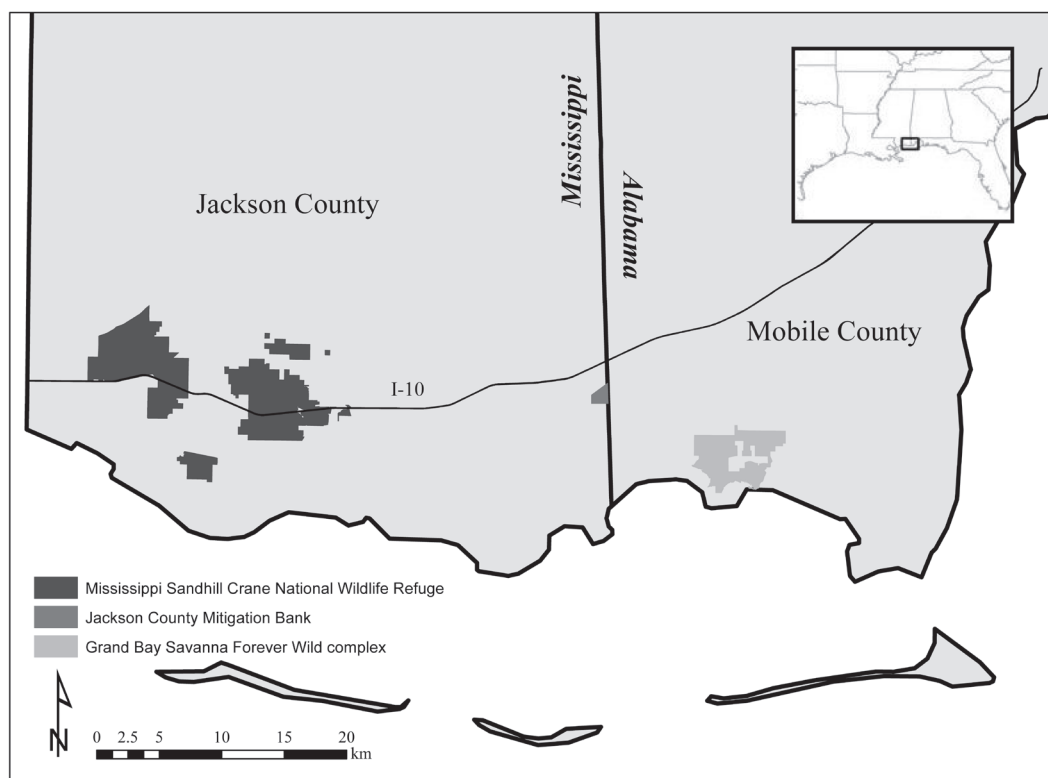 Mississippi
Alabama
Jackson County
Mobile County
I-10
Mississippi Sandhill Crane National Wildlife Refuge
Jackson County Mitigation Bank
Grand Bay Savanna Forever Wild complex
N
0 2.5 5 10 15 20
km